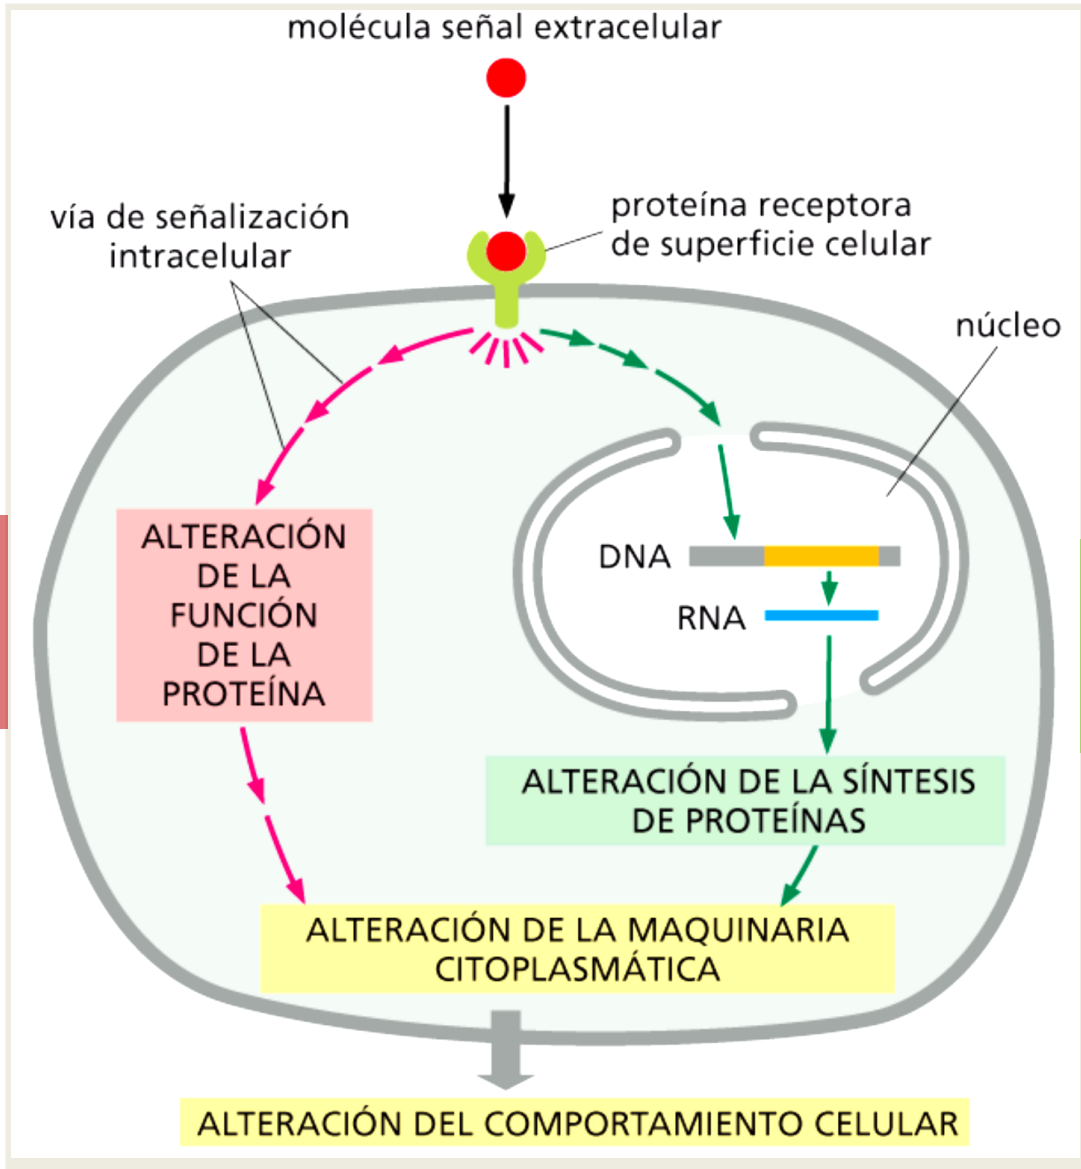 molécula señal extracelular
vía de señalización
intracelular
proteína receptora
de superficie celular
núcleo
ALTERACIÓN
DE LA
FUNCIÓN
DE LA
PROTEÍNA
DNA
RNA
ALTERACIÓN DE LA SÍNTESIS
DE PROTEÍNAS
ALTERACIÓN DE LA MAQUINARIA
CITOPLASMÁTICA
ALTERACIÓN DEL COMPORTAMIENTO CELULAR